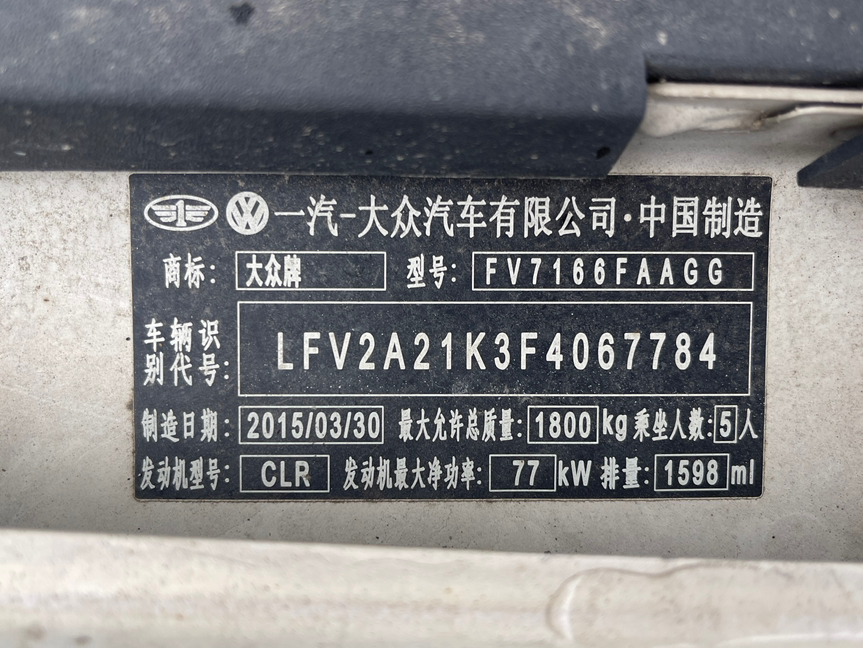 一汽-大众汽车有限公司·中国制造
商标: 大众牌 型号: FV7166FAAGG
车辆识别代号: LFV2A21K3F4067784
制造日期: 2015/03/30 最大允许总质量: 1800 kg 乘坐人数: 5 人
发动机型号: CLR 发动机最大净功率: 77 kW 排量: 1598 ml